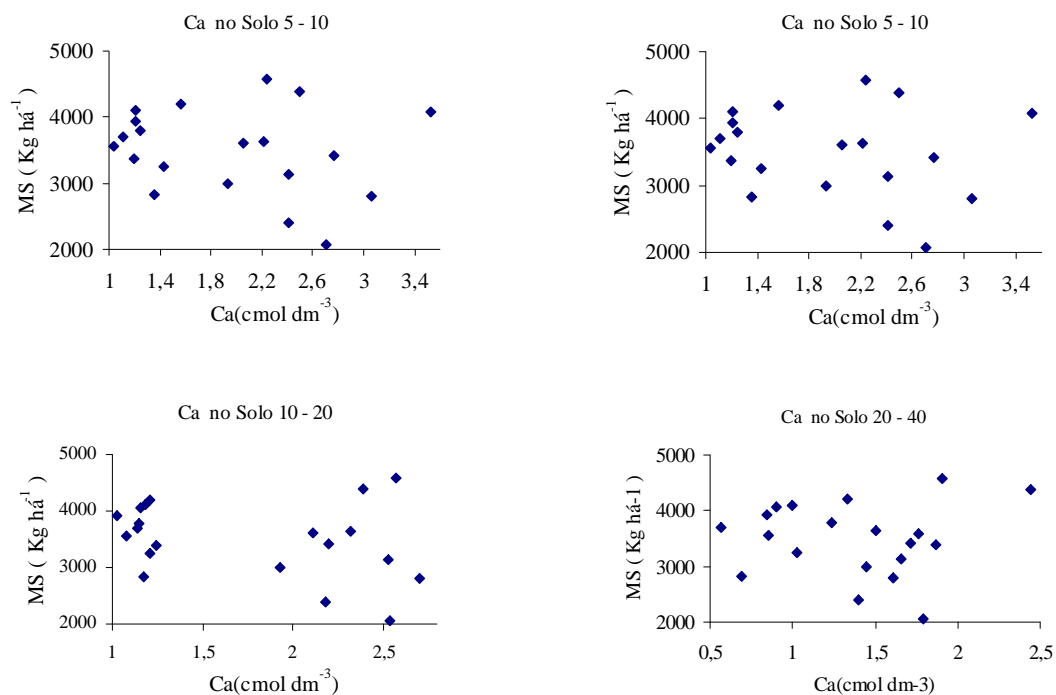 Ca no Solo 5 - 10
5000
4000
3000
2000
MS ( Kg há-1 )
1 1,4 1,8 2,2 2,6 3 3,4
Ca(cmol dm-3)
Ca no Solo 5 - 10
5000
4000
3000
2000
MS ( Kg há-1 )
1 1,4 1,8 2,2 2,6 3 3,4
Ca(cmol dm-3)
Ca no Solo 10 - 20
5000
4000
3000
2000
MS ( Kg há-1 )
1 1,5 2 2,5
Ca(cmol dm-3)
Ca no Solo 20 - 40
5000
4000
3000
2000
MS ( Kg há-1 )
0,5 1 1,5 2 2,5
Ca(cmol dm-3)